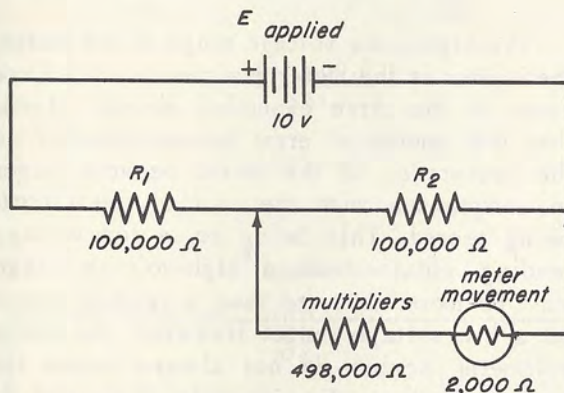 E applied
+ −
10 V
R1
100,000 Ω
R2
100,000 Ω
multipliers
498,000 Ω
meter
movement
2,000 Ω